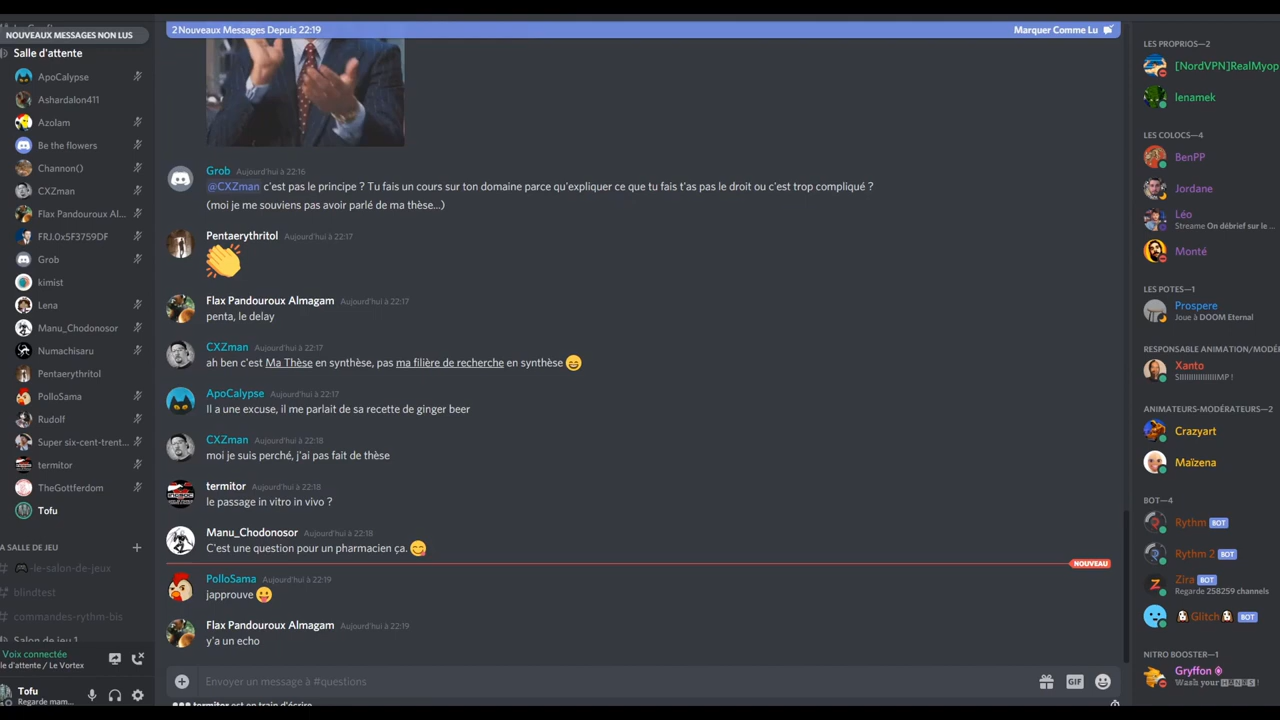 NOUVEAUX MESSAGES NON LUS
Salle d'attente
ApoCalypse
Ashardalon411
Azolam
Be the flowers
Channon()
CXZman
Flax Pandouroux Al...
FRJ.0x5F3759DF
Grob
kimist
Lena
Manu_Chodonosor
Numachisaru
Pentaerythritol
PolloSama
Rudolf
Super six-cent-trent...
termitor
TheGottferdom
Tofu
A SALLE DE JEU
-le-salon-de-jeux
blindtest
commandes-rythm-bis
Salon de jeu 1
Voix connectée
le d'attente / Le Vortex
Tofu
Regarde mam...
2 Nouveaux Messages Depuis 22:19
Marquer Comme Lu
Grob Aujourd'hui à 22:16
@CXZman c'est pas le principe ? Tu fais un cours sur ton domaine parce qu'expliquer ce que tu fais t'as pas le droit ou c'est trop compliqué ?
(moi je me souviens pas avoir parlé de ma thèse...)
Pentaerythritol Aujourd'hui à 22:17
Flax Pandouroux Almagam Aujourd'hui à 22:17
penta, le delay
CXZman Aujourd'hui à 22:17
ah ben c'est Ma Thèse en synthèse, pas ma filière de recherche en synthèse
ApoCalypse Aujourd'hui à 22:17
Il a une excuse, il me parlait de sa recette de ginger beer
CXZman Aujourd'hui à 22:18
moi je suis perché, j'ai pas fait de thèse
termitor Aujourd'hui à 22:18
le passage in vitro in vivo ?
Manu_Chodonosor Aujourd'hui à 22:18
C'est une question pour un pharmacien ça.
NOUVEAU
PolloSama Aujourd'hui à 22:19
japprouve
Flax Pandouroux Almagam Aujourd'hui à 22:19
y'a un echo
Envoyer un message à #questions
GIF
termitor est en train d'écrire
LES PROPRIOS—2
[NordVPN]RealMyop
lenamek
LES COLOCS—4
BenPP
Jordane
Léo
Streame On débrief sur le ...
Monté
LES POTES—1
Prospere
Joue à DOOM Eternal
RESPONSABLE ANIMATION/MODÉ
Xanto
ANIMATEURS-MODÉRATEURS—2
Crazyart
Maïzena
BOT—4
Rythm BOT
Rythm 2 BOT
Zira BOT
Regarde 258259 channels
Glitch BOT
NITRO BOOSTER—1
Gryffon
Wash your HANDS !